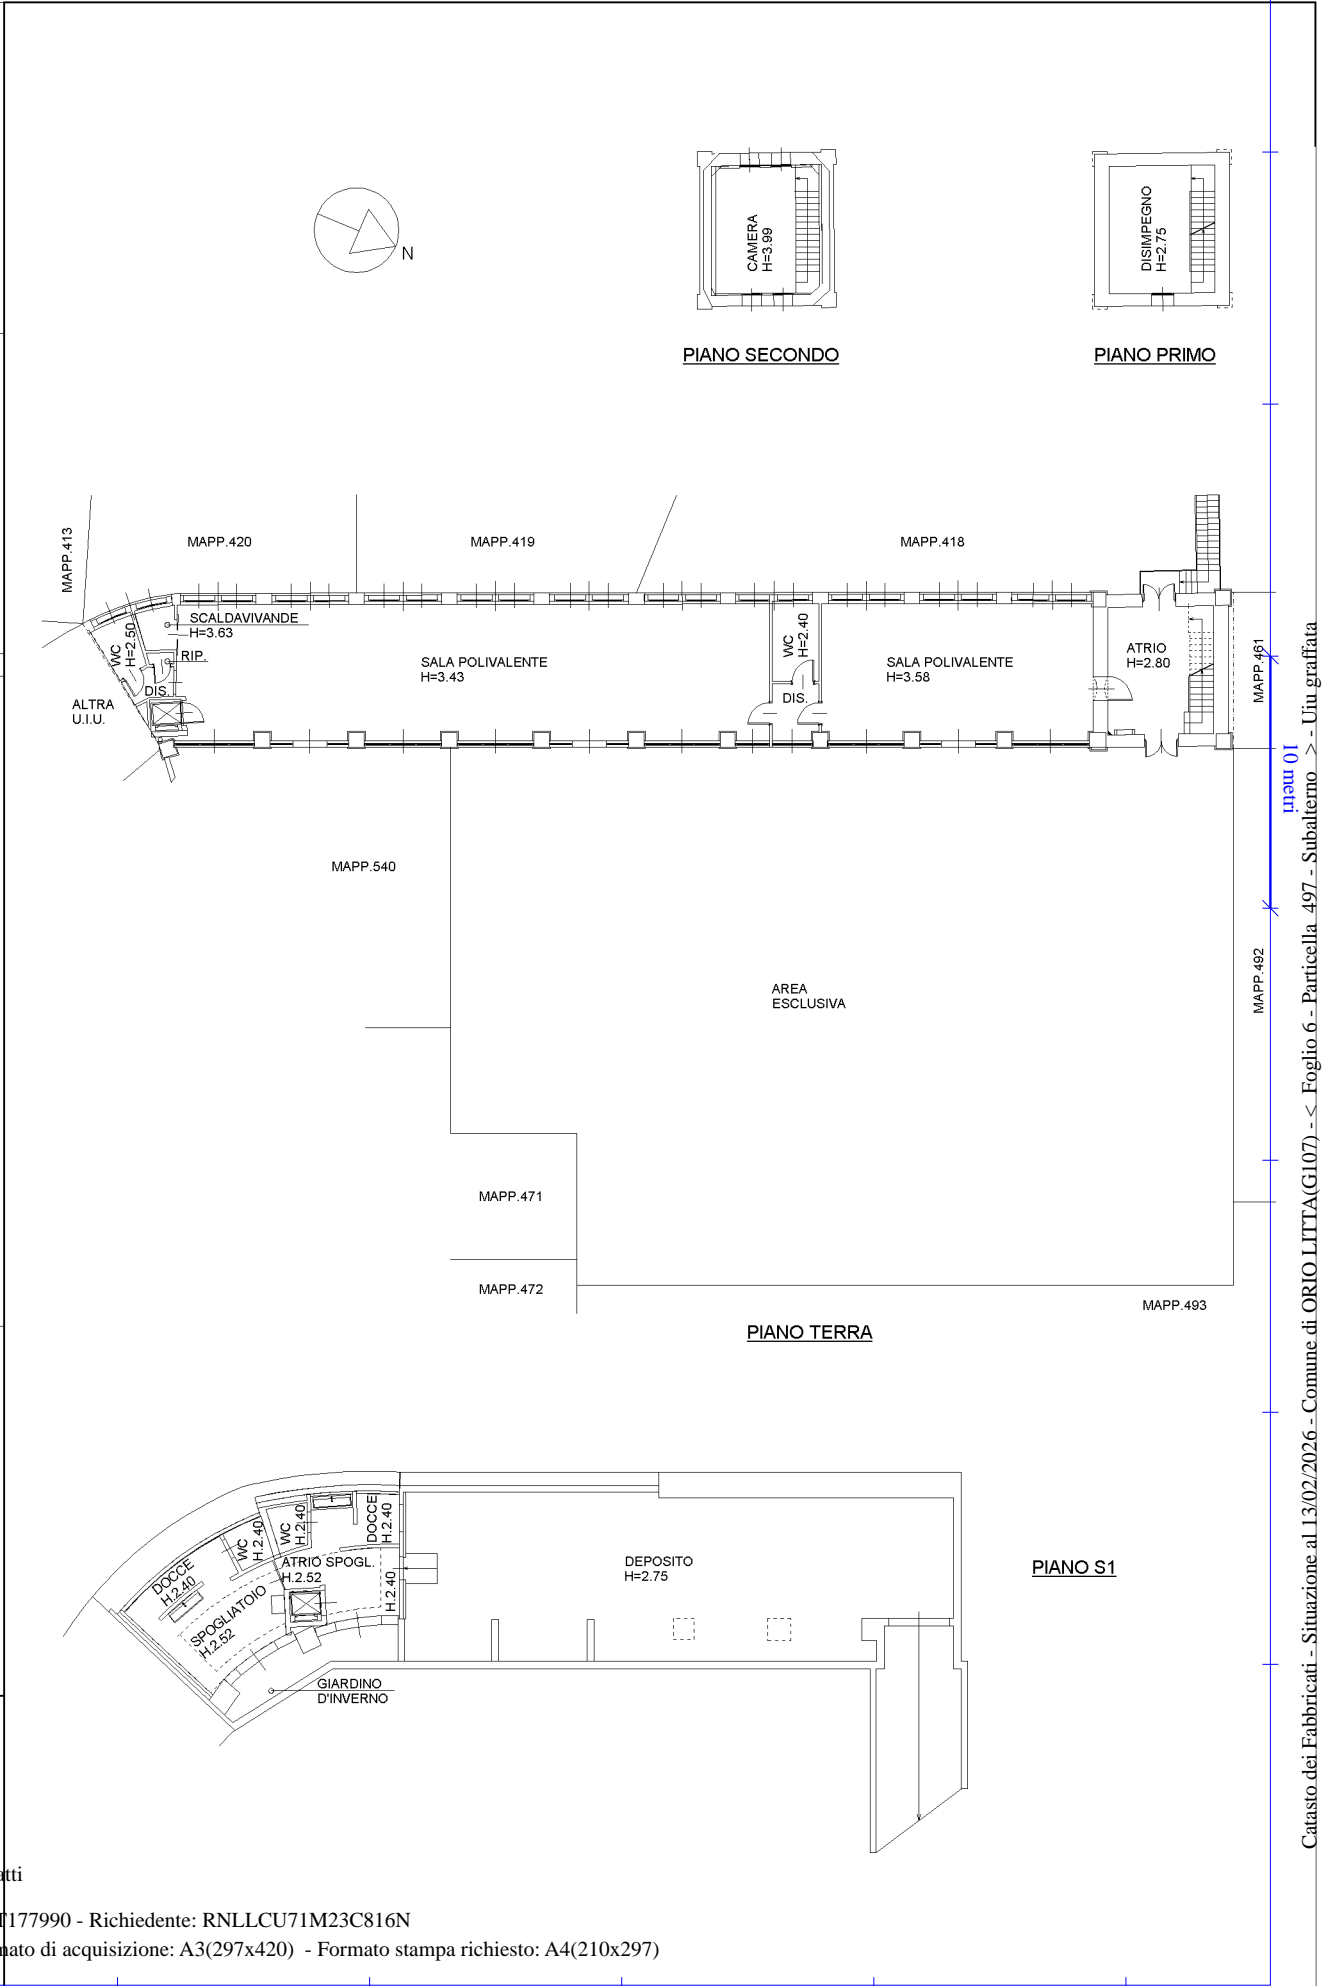 N
CAMERA
H=3.99
PIANO SECONDO
DISIMPEGNO
H=2.75
PIANO PRIMO
MAPP.413
MAPP.420
MAPP.419
MAPP.418
SCALDAVIVANDE
H=3.63
WC
H=2.50
RIP.
DIS.
ALTRA
U.I.U.
SALA POLIVALENTE
H=3.43
WC
H=2.40
DIS.
SALA POLIVALENTE
H=3.58
ATRIO
H=2.80
MAPP.461
10 metri
MAPP.540
AREA
ESCLUSIVA
MAPP.492
MAPP.471
MAPP.472
MAPP.493
PIANO TERRA
DOCCE
H.2.40
WC
H.2.40
WC
H.2.40
DOCCE
H.2.40
ATRIO SPOGL.
H.2.52
H.2.40
SPOGLIATOIO
H.2.52
GIARDINO
D'INVERNO
DEPOSITO
H=2.75
PIANO S1
Catasto dei Fabbricati - Situazione al 13/02/2026 - Comune di ORIO LITTA(G107) - < Foglio 6 - Particella 497 - Subalterno > - Uiu graffata
atti
T177990 - Richiedente: RNLLCU71M23C816N
mato di acquisizione: A3(297x420) - Formato stampa richiesto: A4(210x297)